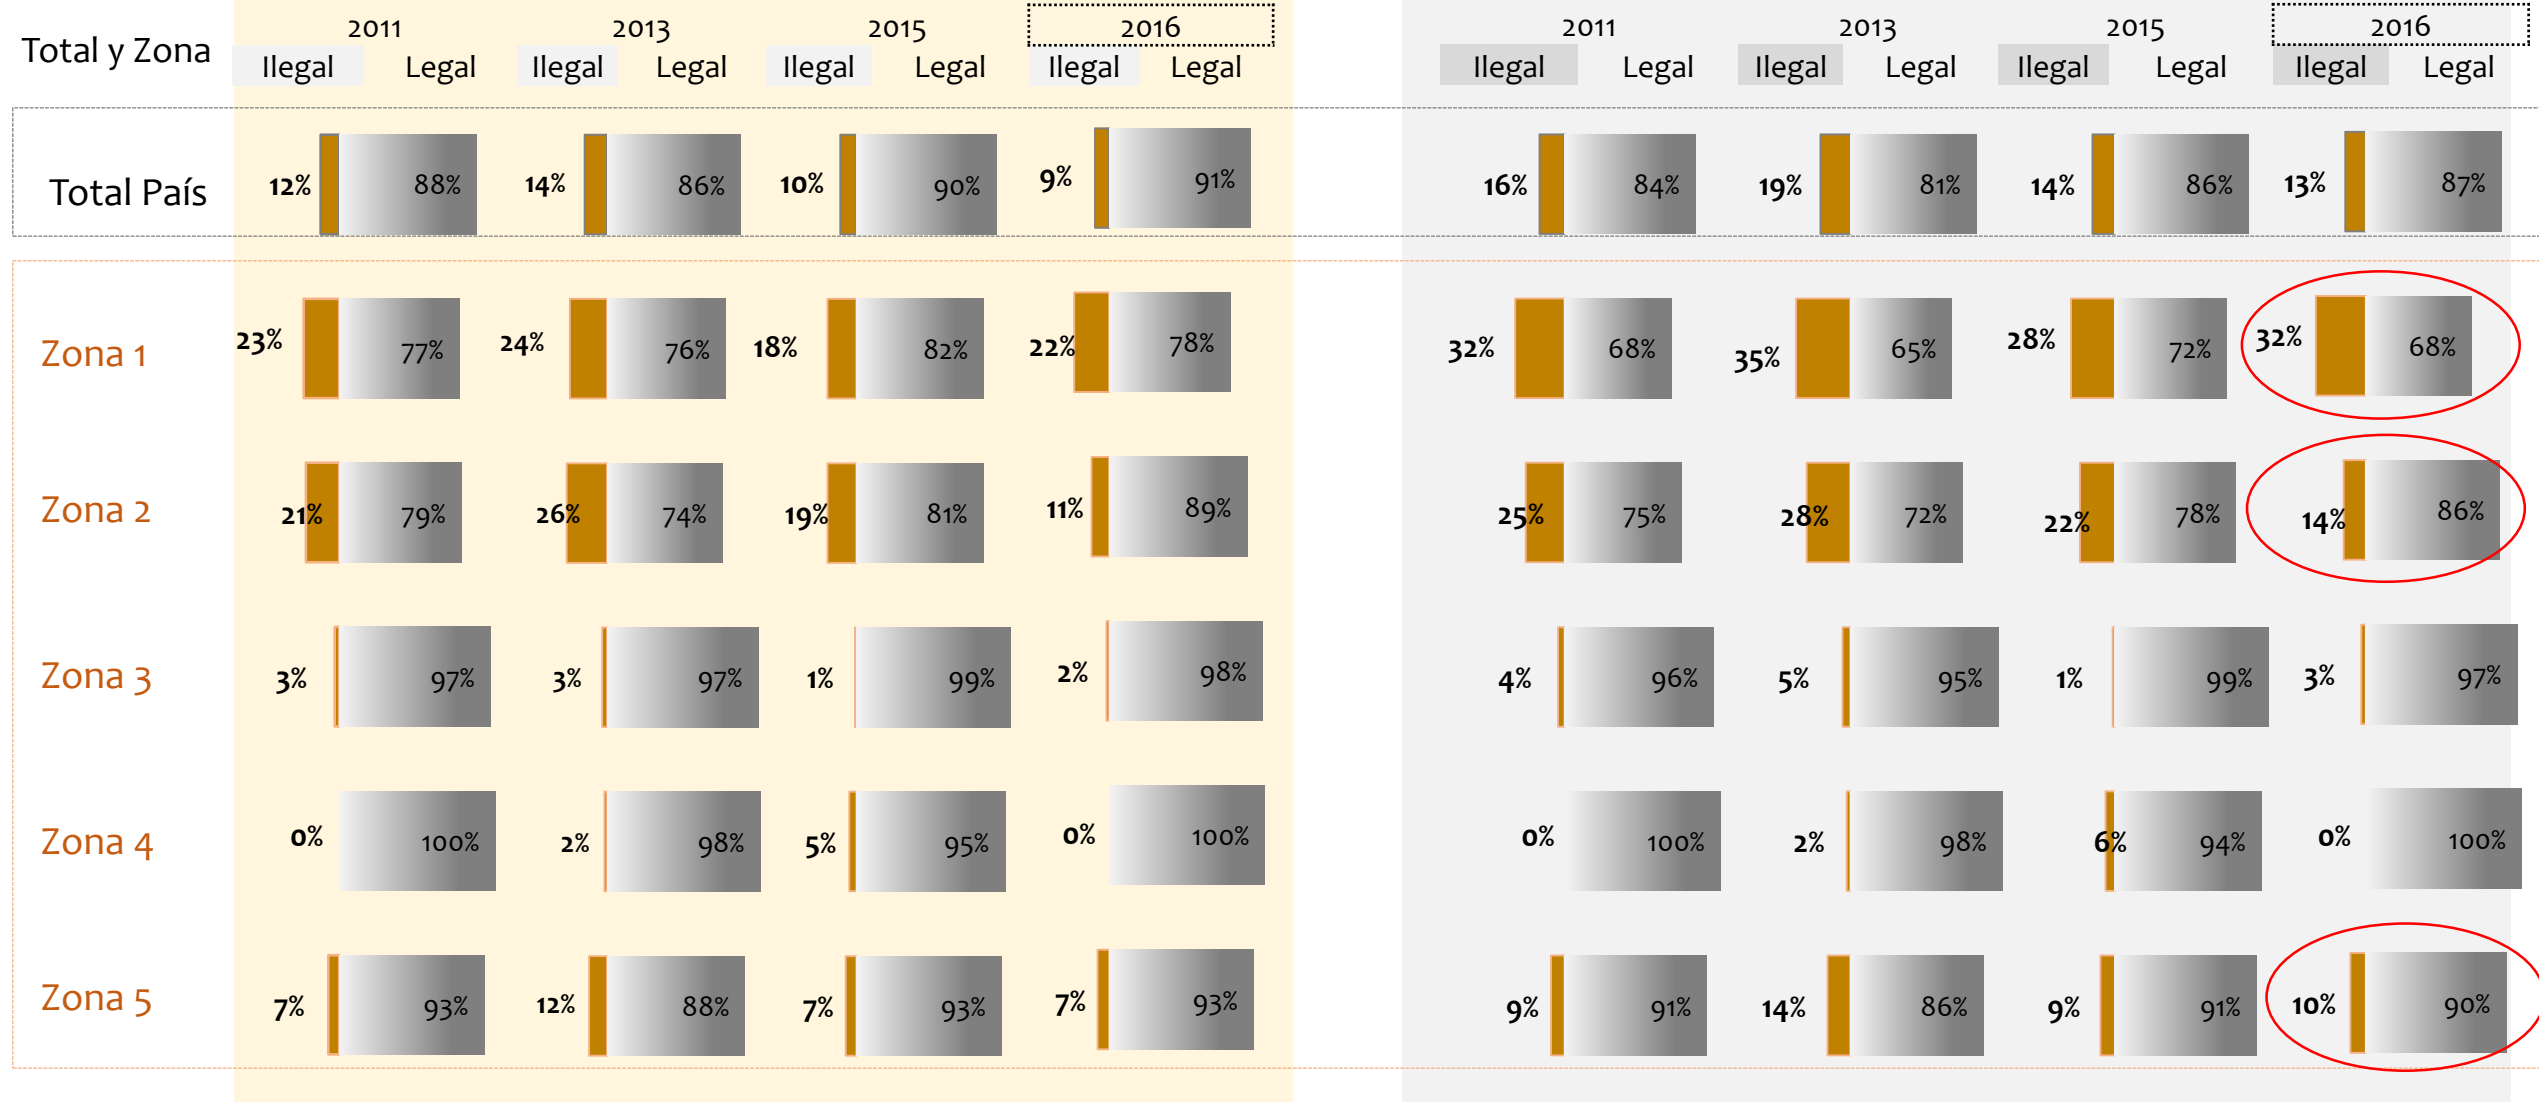 2011 2013 2015 2016 2011 2013 2015 2016
Total y Zona
Ilegal Legal Ilegal Legal Ilegal Legal Ilegal Legal Ilegal Legal Ilegal Legal Ilegal Legal Ilegal Legal
Total País 12% 88% 14% 86% 10% 90% 9% 91% 16% 84% 19% 81% 14% 86% 13% 87%
Zona 1 23% 77% 24% 76% 18% 82% 22% 78% 32% 68% 35% 65% 28% 72% 32% 68%
Zona 2 21% 79% 26% 74% 19% 81% 11% 89% 25% 75% 28% 72% 22% 78% 14% 86%
Zona 3 3% 97% 3% 97% 1% 99% 2% 98% 4% 96% 5% 95% 1% 99% 3% 97%
Zona 4 0% 100% 2% 98% 5% 95% 0% 100% 0% 100% 2% 98% 6% 94% 0% 100%
Zona 5 7% 93% 12% 88% 7% 93% 7% 93% 9% 91% 14% 86% 9% 91% 10% 90%